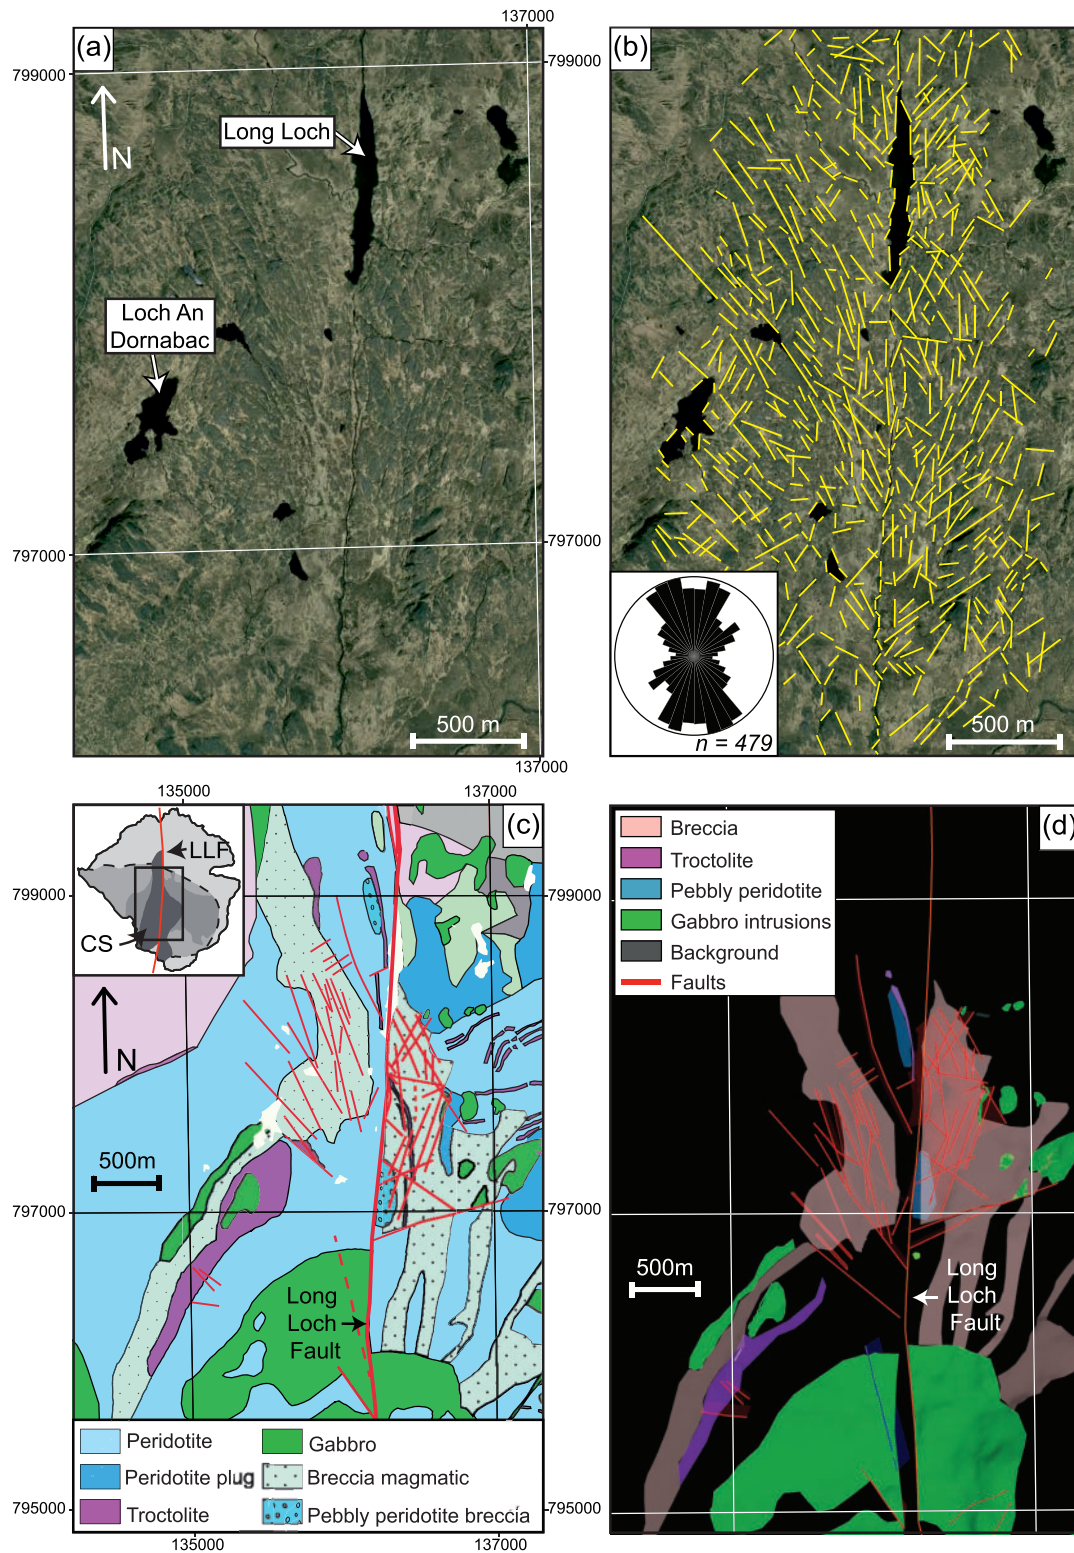 137000
(a)
(b)
799000
799000
N
Long Loch
Loch An
Dornabac
797000
797000
500 m
500 m
n = 479
137000
135000
137000
(c)
(d)
LLF
CS
Breccia
Troctolite
Pebbly peridotite
Gabbro intrusions
Background
Faults
799000
799000
N
500m
797000
797000
500m
Long
Loch
Fault
Long
Loch
Fault
Peridotite
Gabbro
Peridotite plug
Breccia magmatic
Troctolite
Pebbly peridotite breccia
795000
795000
135000
137000